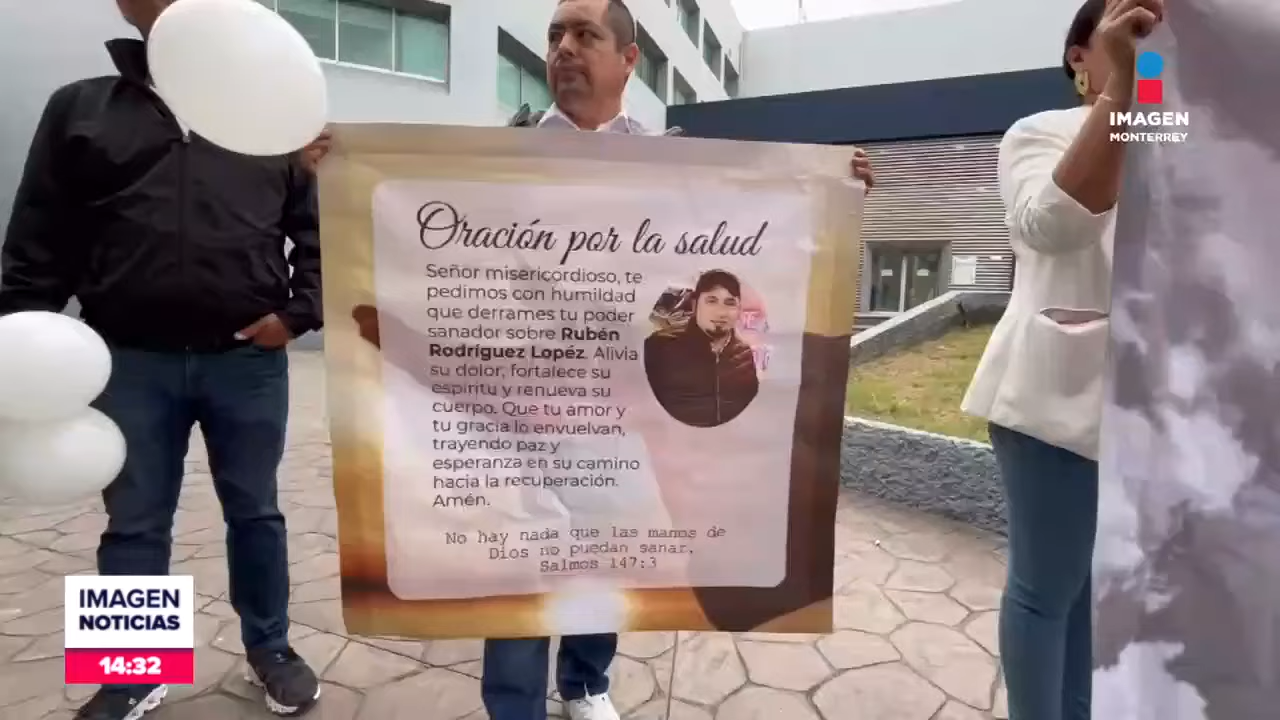 IMAGEN
MONTERREY
Oración por la salud
Señor misericordioso, te
pedimos con humildad
que derrames tu poder
sanador sobre Rubén
Rodríguez Lopéz. Alivia
su dolor, fortalece su
espíritu y renueva su
cuerpo. Que tu amor y
tu gracia lo envuelvan,
trayendo paz y
esperanza en su camino
hacia la recuperación.
Amén.
No hay nada que las manos de
Dios no puedan sanar.
Salmos 147:3
IMAGEN
NOTICIAS
14:32